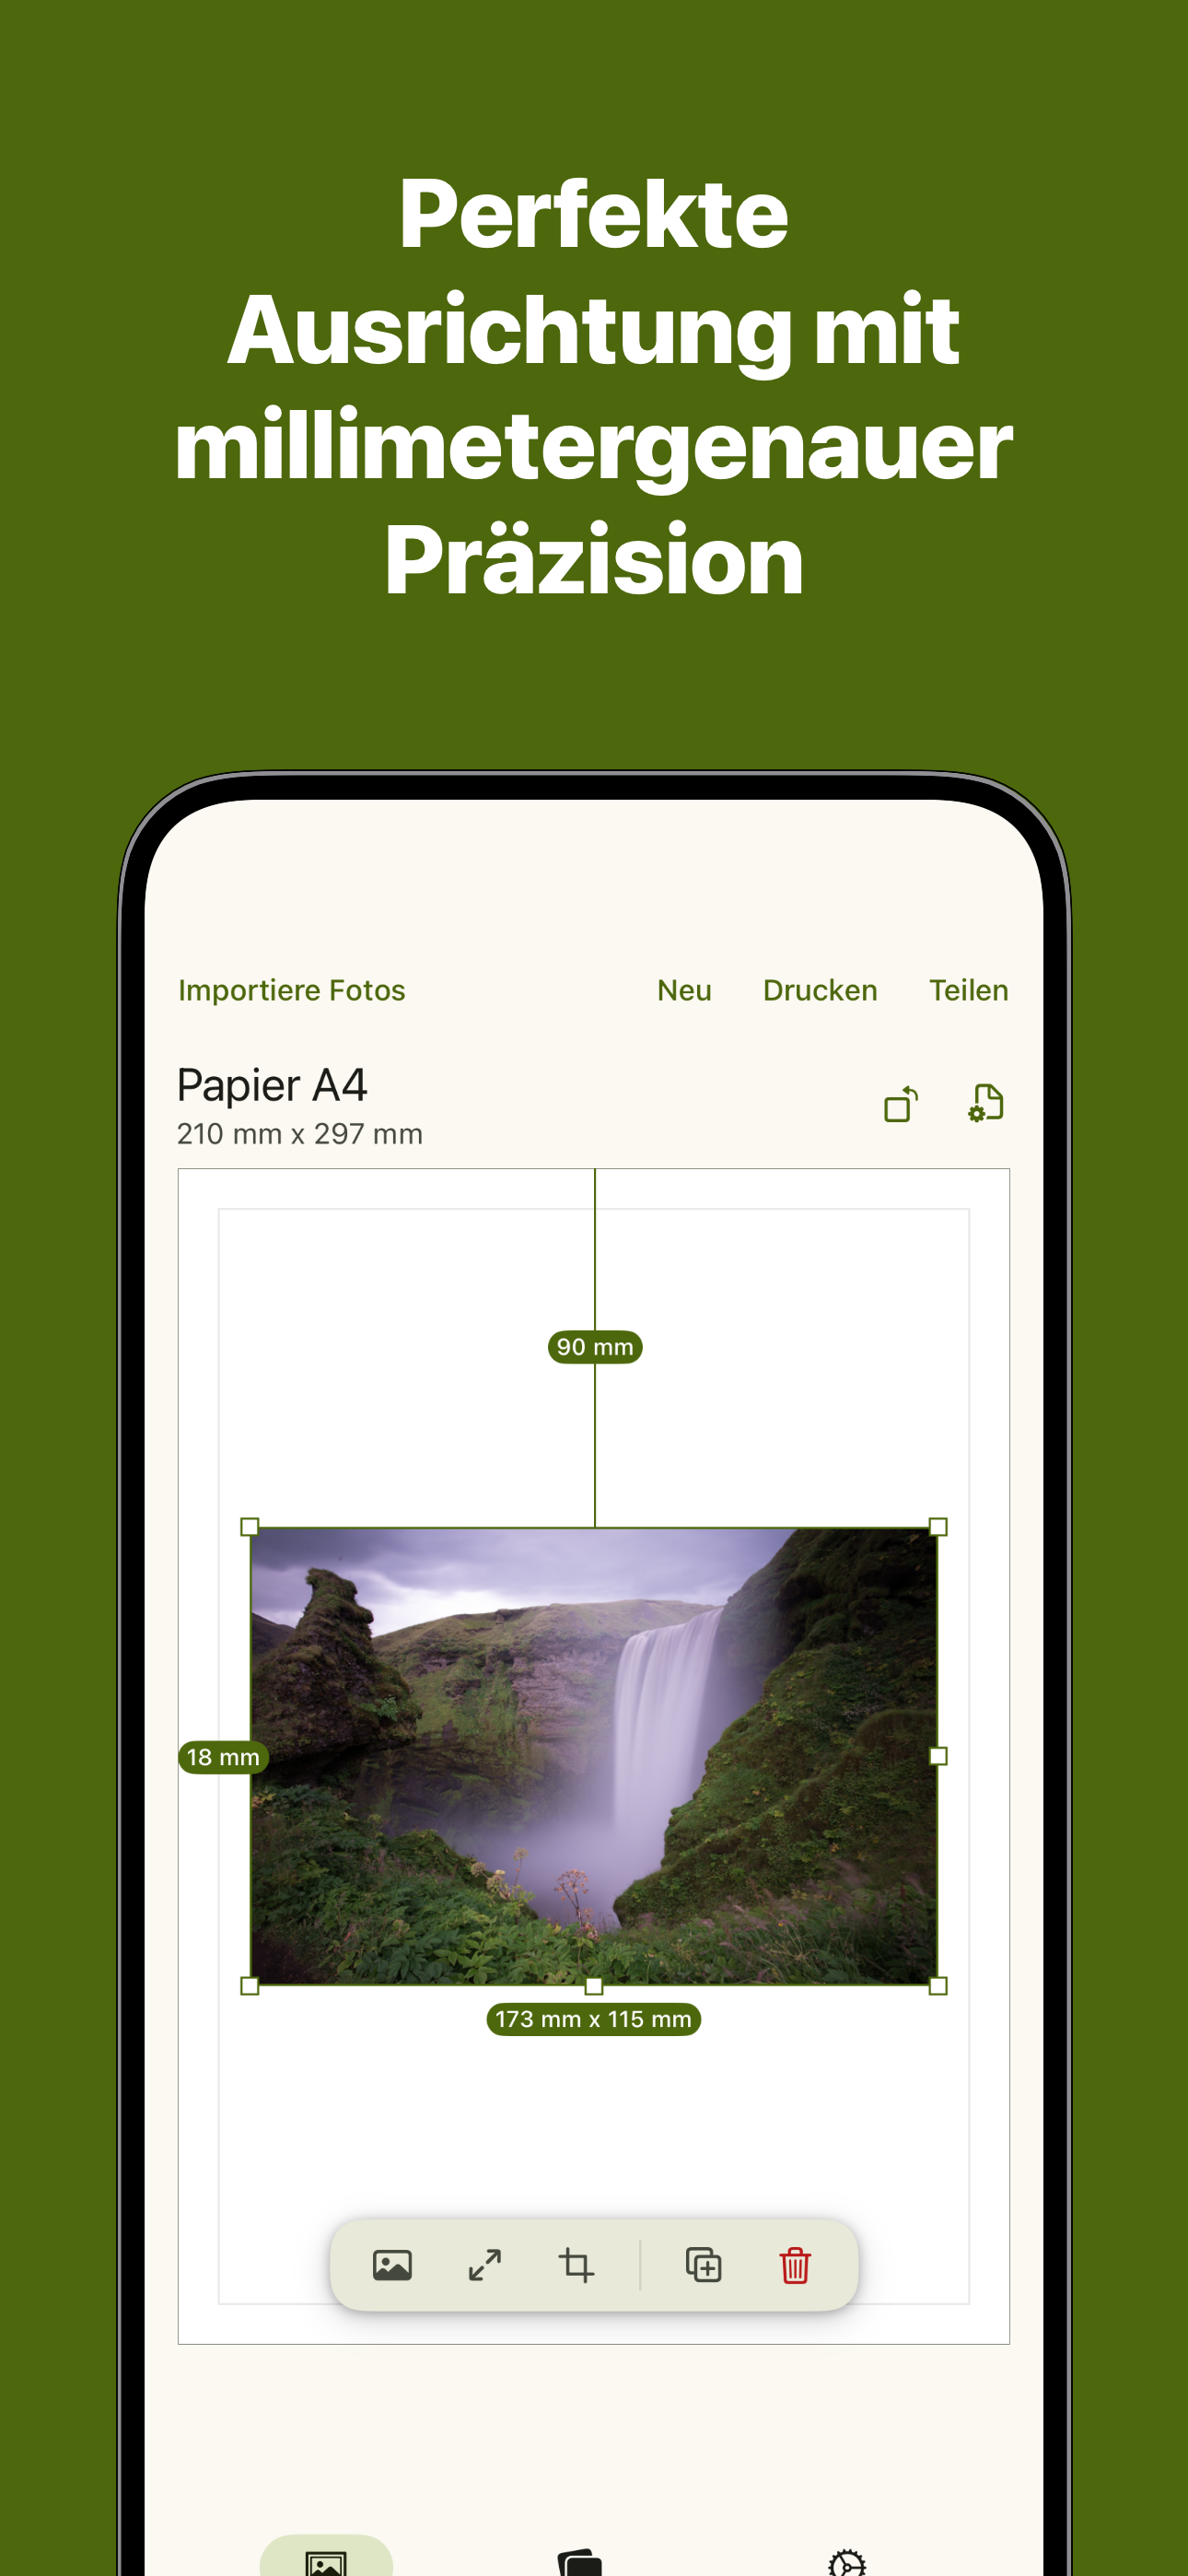 Perfekte
Ausrichtung mit
millimetergenauer
Präzision
Importiere Fotos Neu Drucken Teilen
Papier A4
210 mm x 297 mm
90 mm
18 mm
173 mm x 115 mm